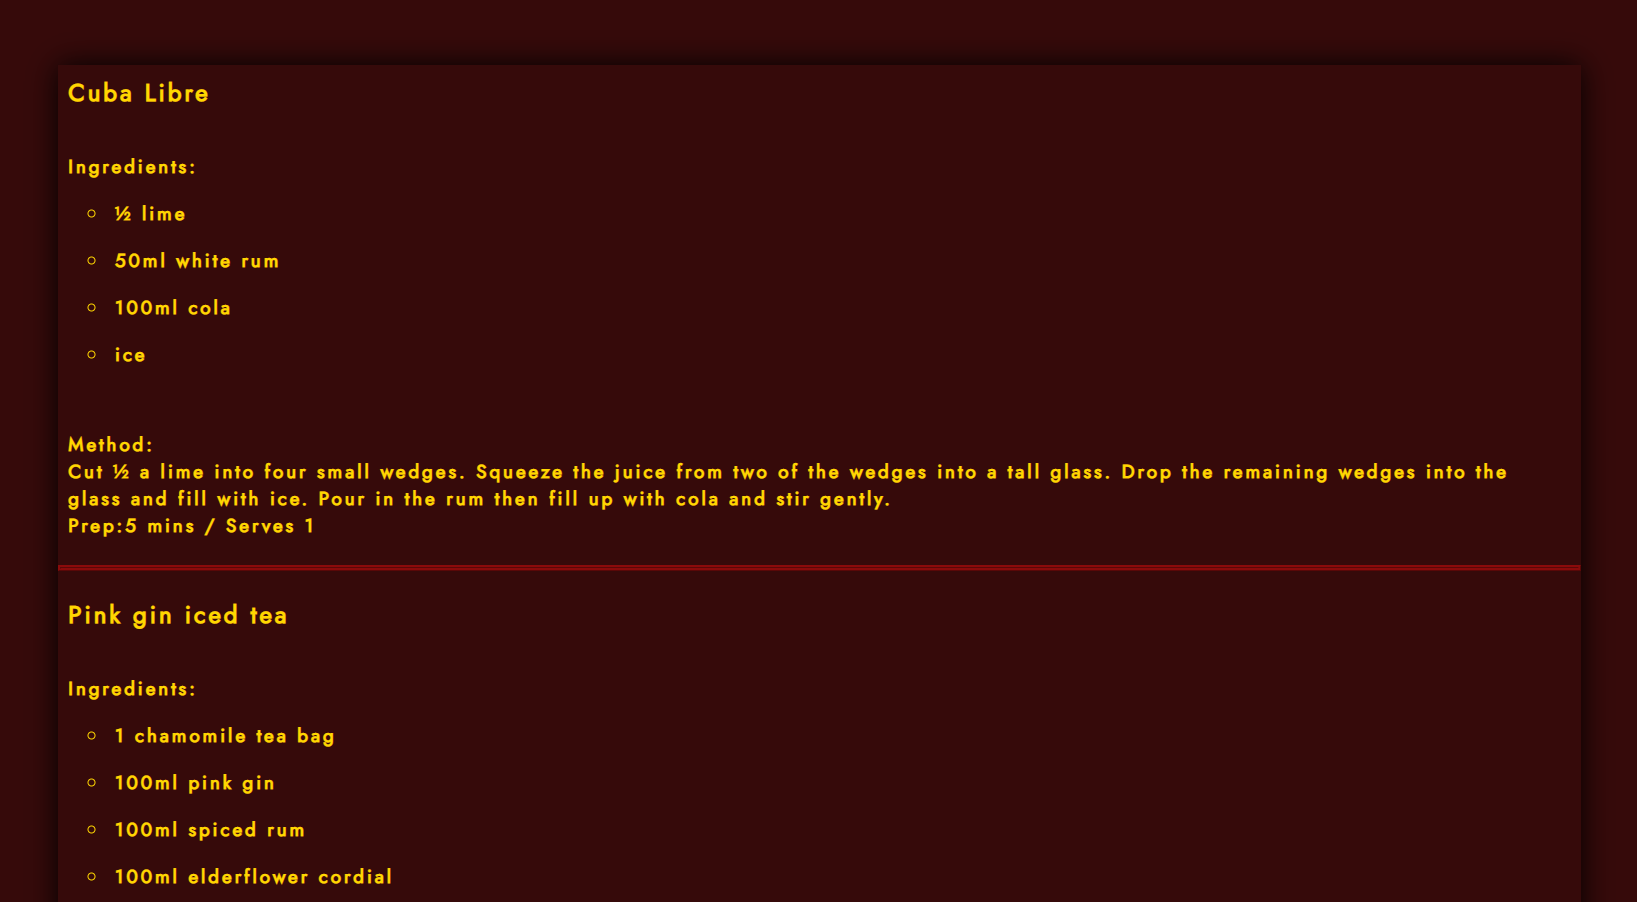 Cuba Libre
Ingredients:
½ lime
50ml white rum
100ml cola
ice
Method:
Cut ½ a lime into four small wedges. Squeeze the juice from two of the wedges into a tall glass. Drop the remaining wedges into the
glass and fill with ice. Pour in the rum then fill up with cola and stir gently.
Prep:5 mins / Serves 1
Pink gin iced tea
Ingredients:
1 chamomile tea bag
100ml pink gin
100ml spiced rum
100ml elderflower cordial